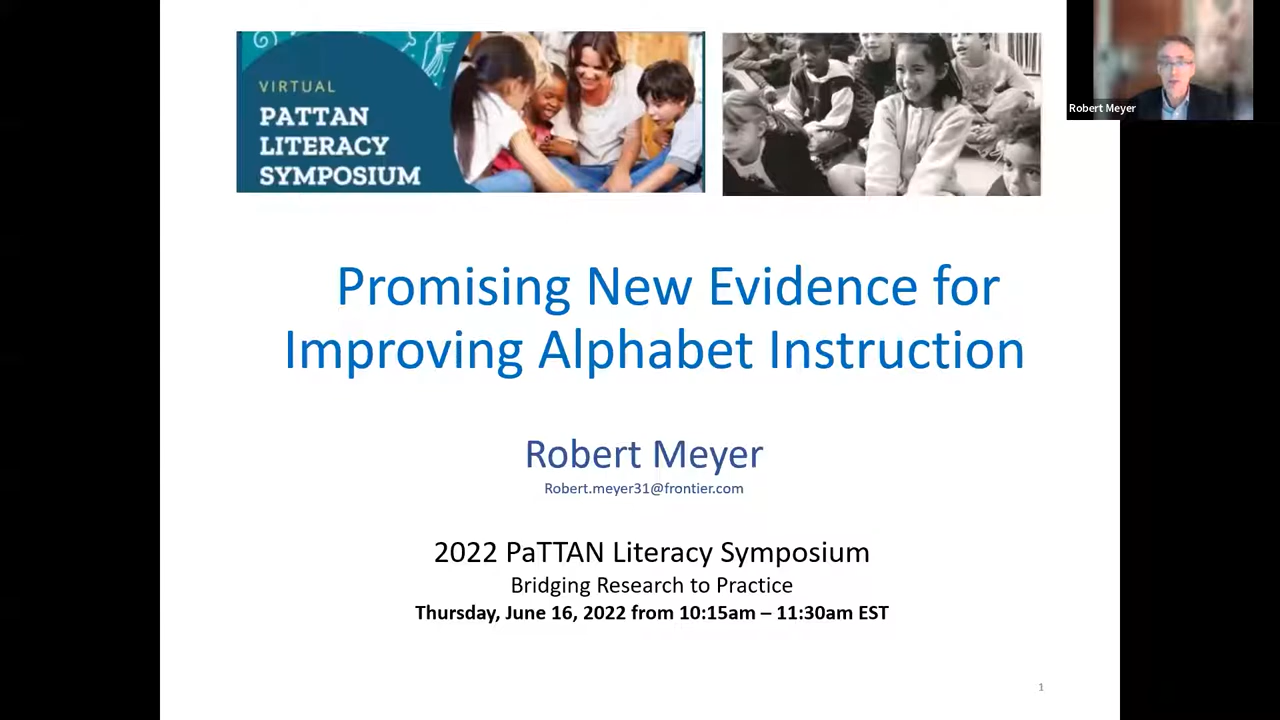 VIRTUAL
PATTAN
LITERACY
SYMPOSIUM
Robert Meyer
Promising New Evidence for
Improving Alphabet Instruction
Robert Meyer
Robert.meyer31@frontier.com
2022 PaTTAN Literacy Symposium
Bridging Research to Practice
Thursday, June 16, 2022 from 10:15am – 11:30am EST
1